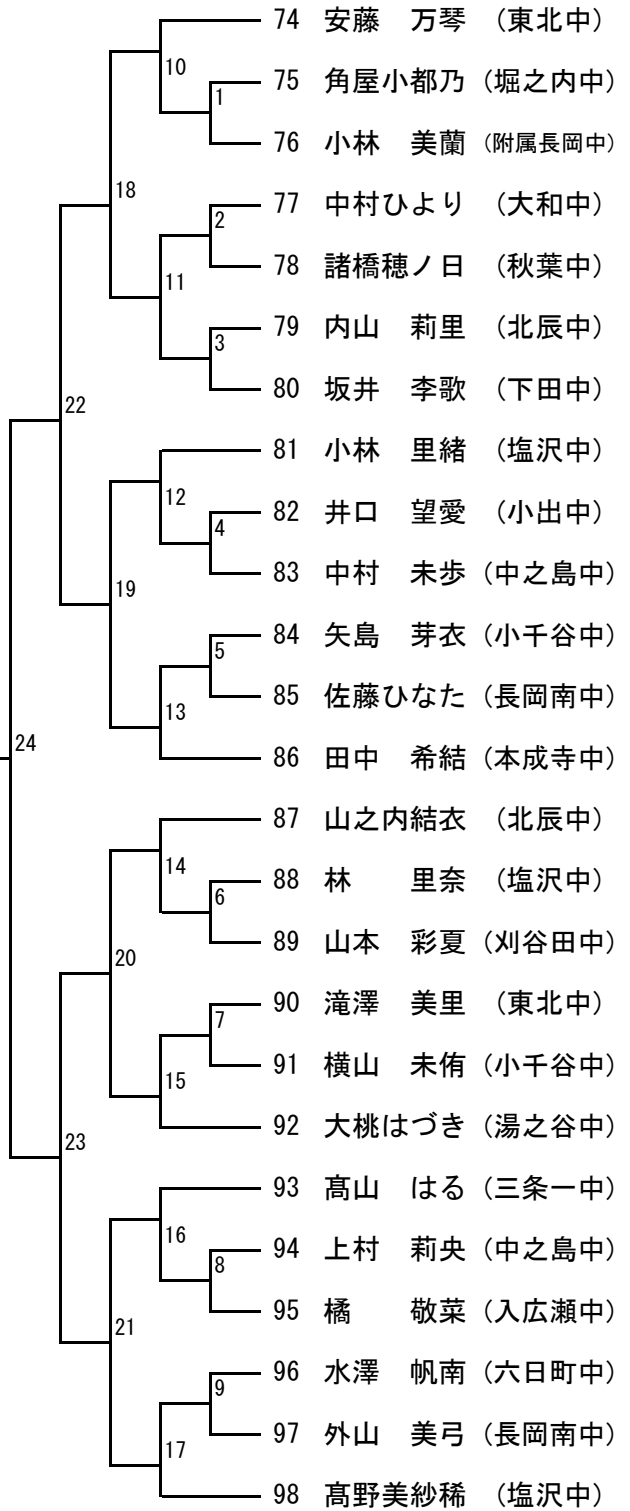 74 安藤　万琴 （東北中）
10
75 角屋小都乃 （堀之内中）
1
76 小林　美蘭 （附属長岡中）
18
77 中村ひより （大和中）
2
78 諸橋穂ノ日 （秋葉中）
11
79 内山　莉里 （北辰中）
3
80 坂井　李歌 （下田中）
22
81 小林　里緒 （塩沢中）
12
82 井口　望愛 （小出中）
4
83 中村　未歩 （中之島中）
19
84 矢島　芽衣 （小千谷中）
5
85 佐藤ひなた （長岡南中）
13
86 田中　希結 （本成寺中）
24
87 山之内結衣 （北辰中）
14
88 林　　里奈 （塩沢中）
6
89 山本　彩夏 （刈谷田中）
20
90 滝澤　美里 （東北中）
7
91 横山　未侑 （小千谷中）
15
92 大桃はづき （湯之谷中）
23
93 髙山　はる （三条一中）
16
94 上村　莉央 （中之島中）
8
95 橘　　敬菜 （入広瀬中）
21
96 水澤　帆南 （六日町中）
9
97 外山　美弓 （長岡南中）
17
98 髙野美紗稀 （塩沢中）